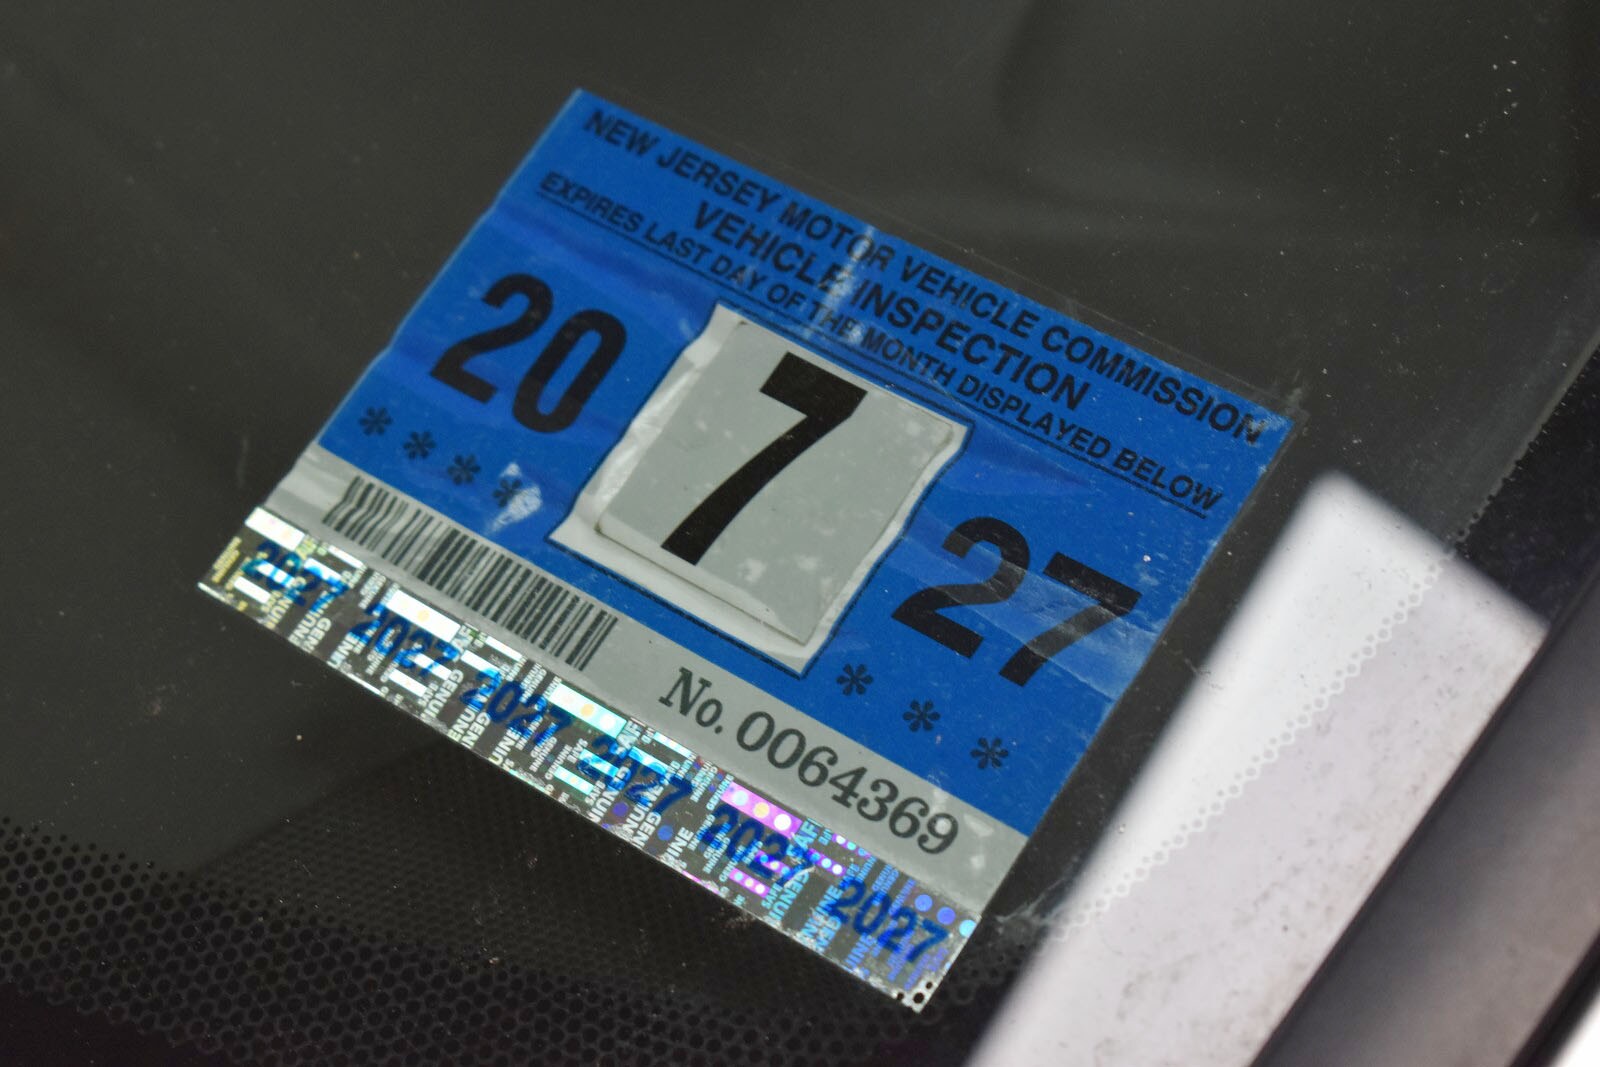 NEW JERSEY MOTOR VEHICLE COMMISSION
VEHICLE INSPECTION
EXPIRES LAST DAY OF THE MONTH DISPLAYED BELOW
20 7 27
* * * *
* * *
No. 0064369
2027 2027 2027 2027 2027 2027
GENUINE